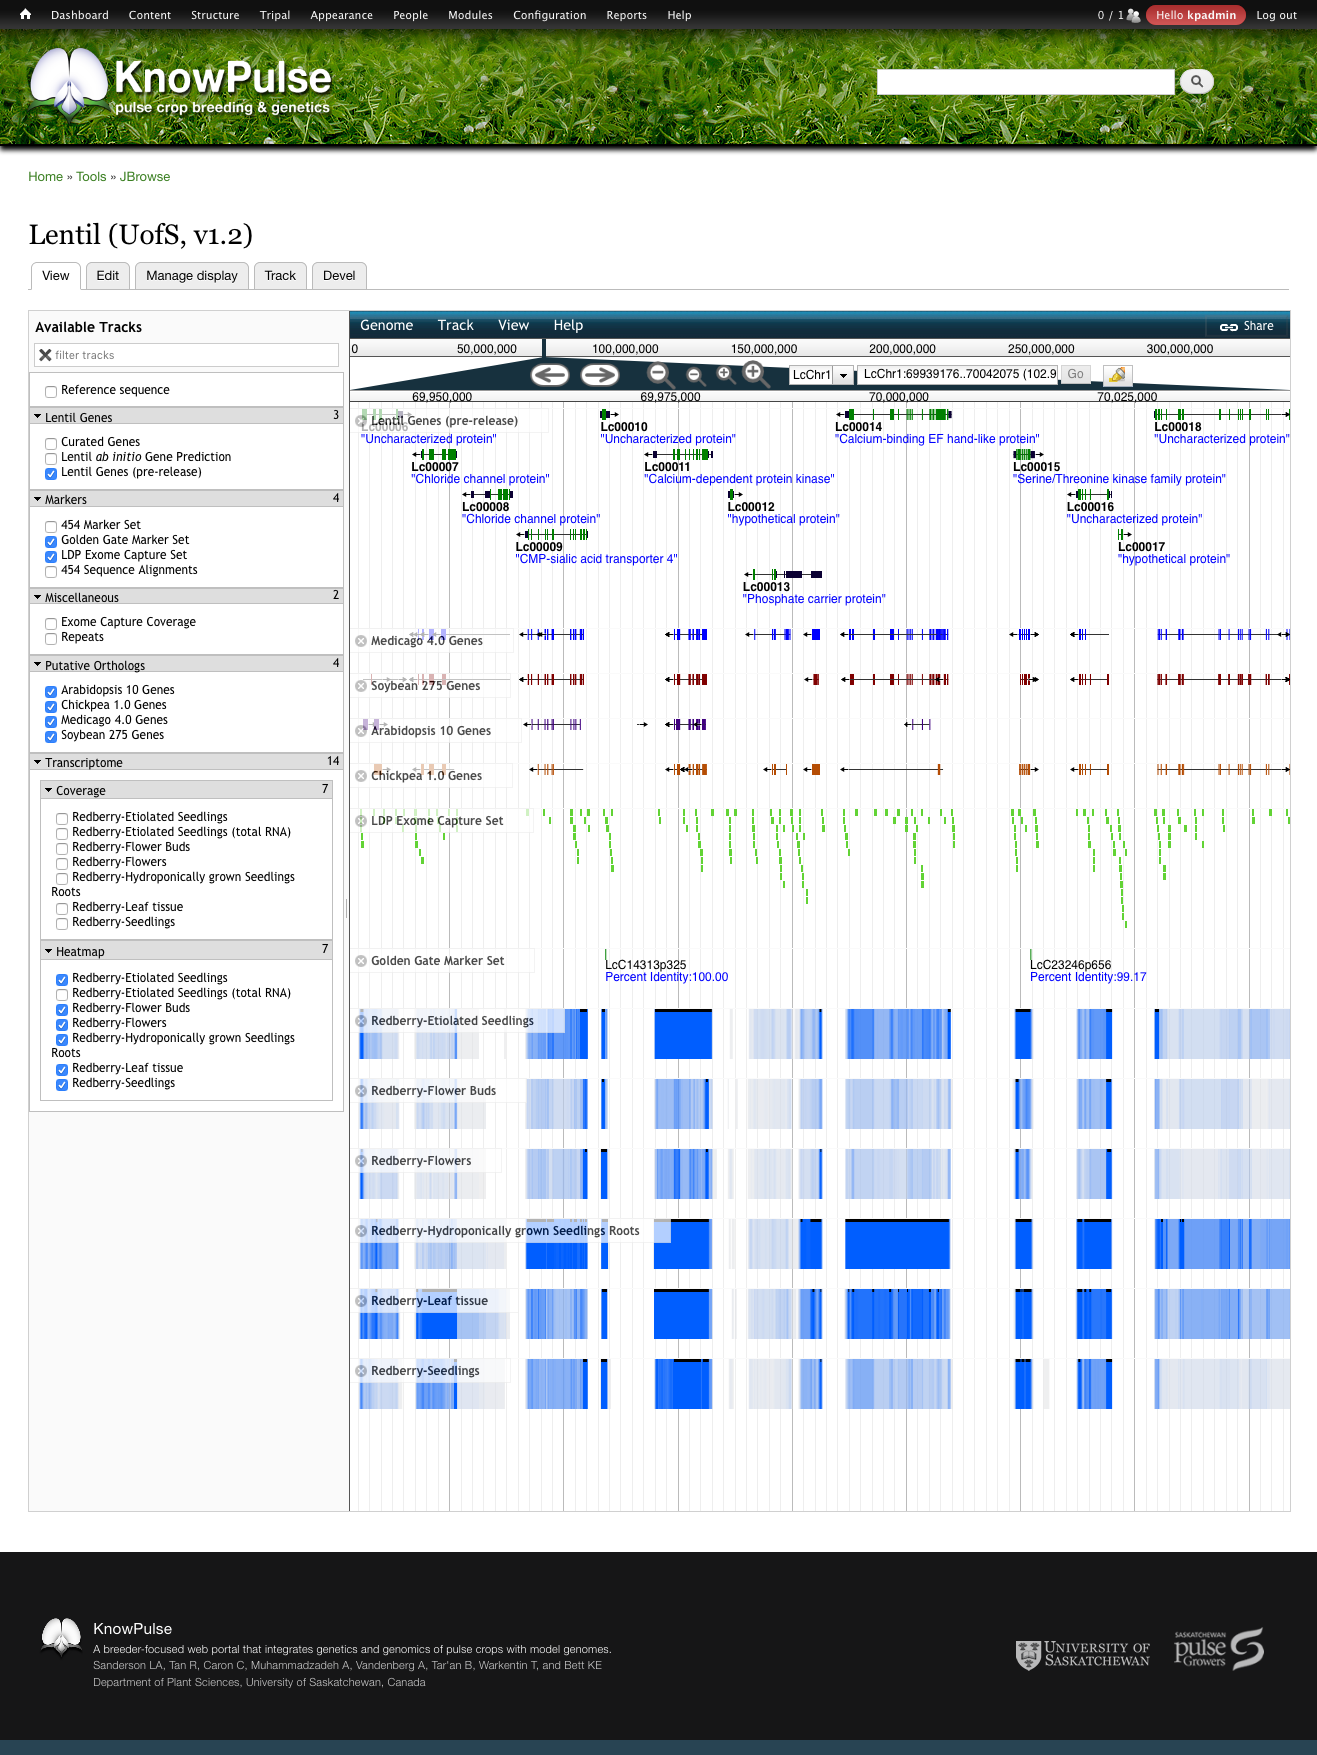 Dashboard Content Structure Tripal Appearance People Modules Configuration Reports Help 0 / 1 Hello kpadmin Log out
KnowPulse
pulse crop breeding & genetics
Home » Tools » JBrowse
Lentil (UofS, v1.2)
View Edit Manage display Track Devel
Available Tracks
filter tracks
Reference sequence
Lentil Genes 3
Curated Genes
Lentil ab initio Gene Prediction
Lentil Genes (pre-release)
Markers 4
454 Marker Set
Golden Gate Marker Set
LDP Exome Capture Set
454 Sequence Alignments
Miscellaneous 2
Exome Capture Coverage
Repeats
Putative Orthologs 4
Arabidopsis 10 Genes
Chickpea 1.0 Genes
Medicago 4.0 Genes
Soybean 275 Genes
Transcriptome 14
Coverage 7
Redberry-Etiolated Seedlings
Redberry-Etiolated Seedlings (total RNA)
Redberry-Flower Buds
Redberry-Flowers
Redberry-Hydroponically grown Seedlings
Roots
Redberry-Leaf tissue
Redberry-Seedlings
Heatmap 7
Redberry-Etiolated Seedlings
Redberry-Etiolated Seedlings (total RNA)
Redberry-Flower Buds
Redberry-Flowers
Redberry-Hydroponically grown Seedlings
Roots
Redberry-Leaf tissue
Redberry-Seedlings
Genome Track View Help Share
0 50,000,000 100,000,000 150,000,000 200,000,000 250,000,000 300,000,000
LcChr1 LcChr1:69939176..70042075 (102.9 Go
69,950,000 69,975,000 70,000,000 70,025,000
Lentil Genes (pre-release)
Lc00006 Lc00010 Lc00014 Lc00018
"Uncharacterized protein" "Uncharacterized protein" "Calcium-binding EF hand-like protein" "Uncharacterized protein"
Lc00007 Lc00011 Lc00015
"Chloride channel protein" "Calcium-dependent protein kinase" "Serine/Threonine kinase family protein"
Lc00008 Lc00012 Lc00016
"Chloride channel protein" "hypothetical protein" "Uncharacterized protein"
Lc00009 Lc00017
"CMP-sialic acid transporter 4" "hypothetical protein"
Lc00013
"Phosphate carrier protein"
Medicago 4.0 Genes
Soybean 275 Genes
Arabidopsis 10 Genes
Chickpea 1.0 Genes
LDP Exome Capture Set
Golden Gate Marker Set
LcC14313p325 LcC23246p656
Percent Identity:100.00 Percent Identity:99.17
Redberry-Etiolated Seedlings
Redberry-Flower Buds
Redberry-Flowers
Redberry-Hydroponically grown Seedlings Roots
Redberry-Leaf tissue
Redberry-Seedlings
KnowPulse
A breeder-focused web portal that integrates genetics and genomics of pulse crops with model genomes.
Sanderson LA, Tan R, Caron C, Muhammadzadeh A, Vandenberg A, Tar'an B, Warkentin T, and Bett KE
Department of Plant Sciences, University of Saskatchewan, Canada
UNIVERSITY OF
SASKATCHEWAN
SASKATCHEWAN
pulse
Growers